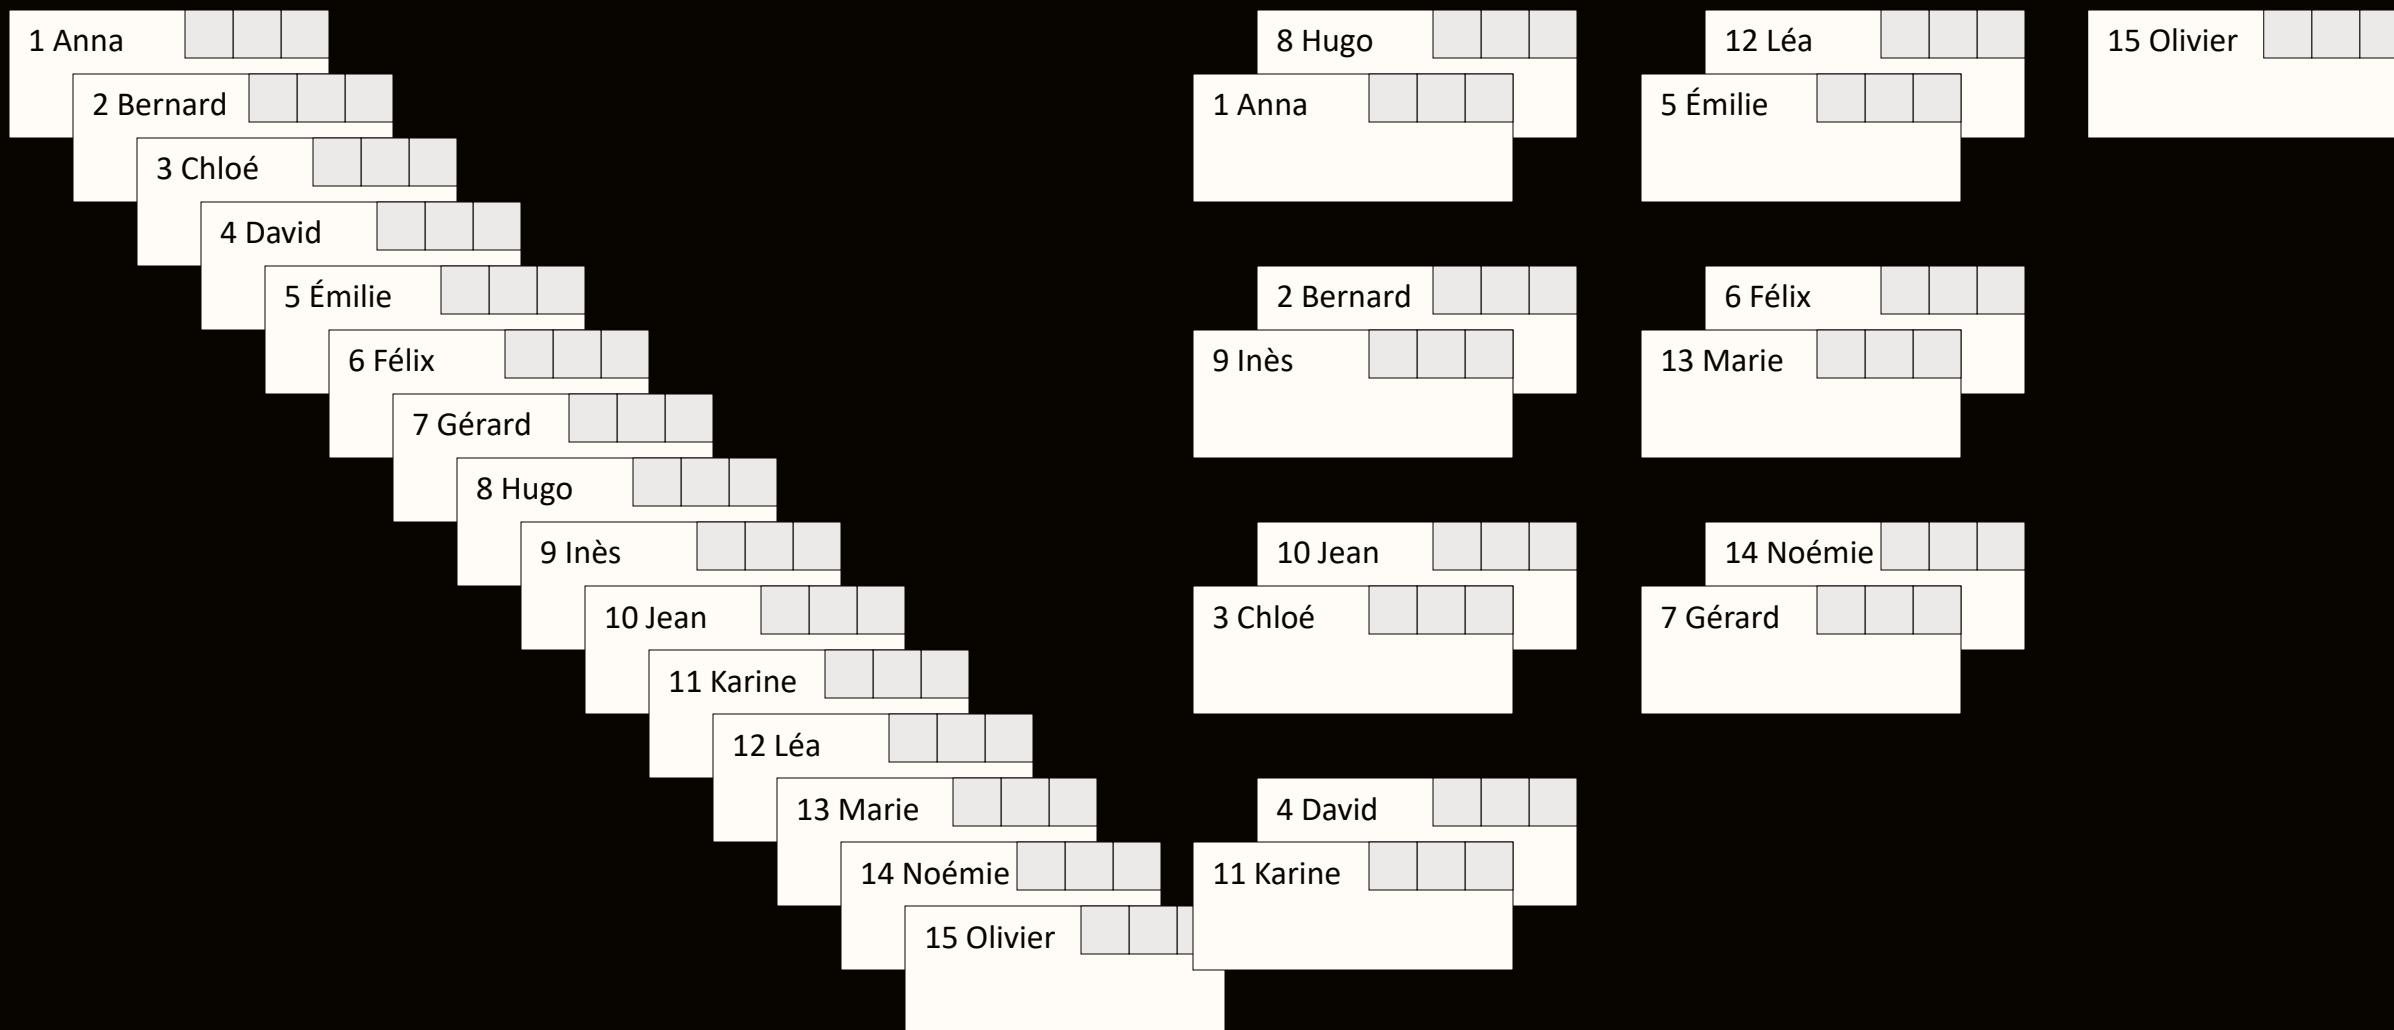 1 Anna
2 Bernard
3 Chloé
4 David
5 Émilie
6 Félix
7 Gérard
8 Hugo
9 Inès
10 Jean
11 Karine
12 Léa
13 Marie
14 Noémie
15 Olivier
8 Hugo
1 Anna
2 Bernard
9 Inès
10 Jean
3 Chloé
4 David
11 Karine
12 Léa
5 Émilie
6 Félix
13 Marie
14 Noémie
7 Gérard
15 Olivier